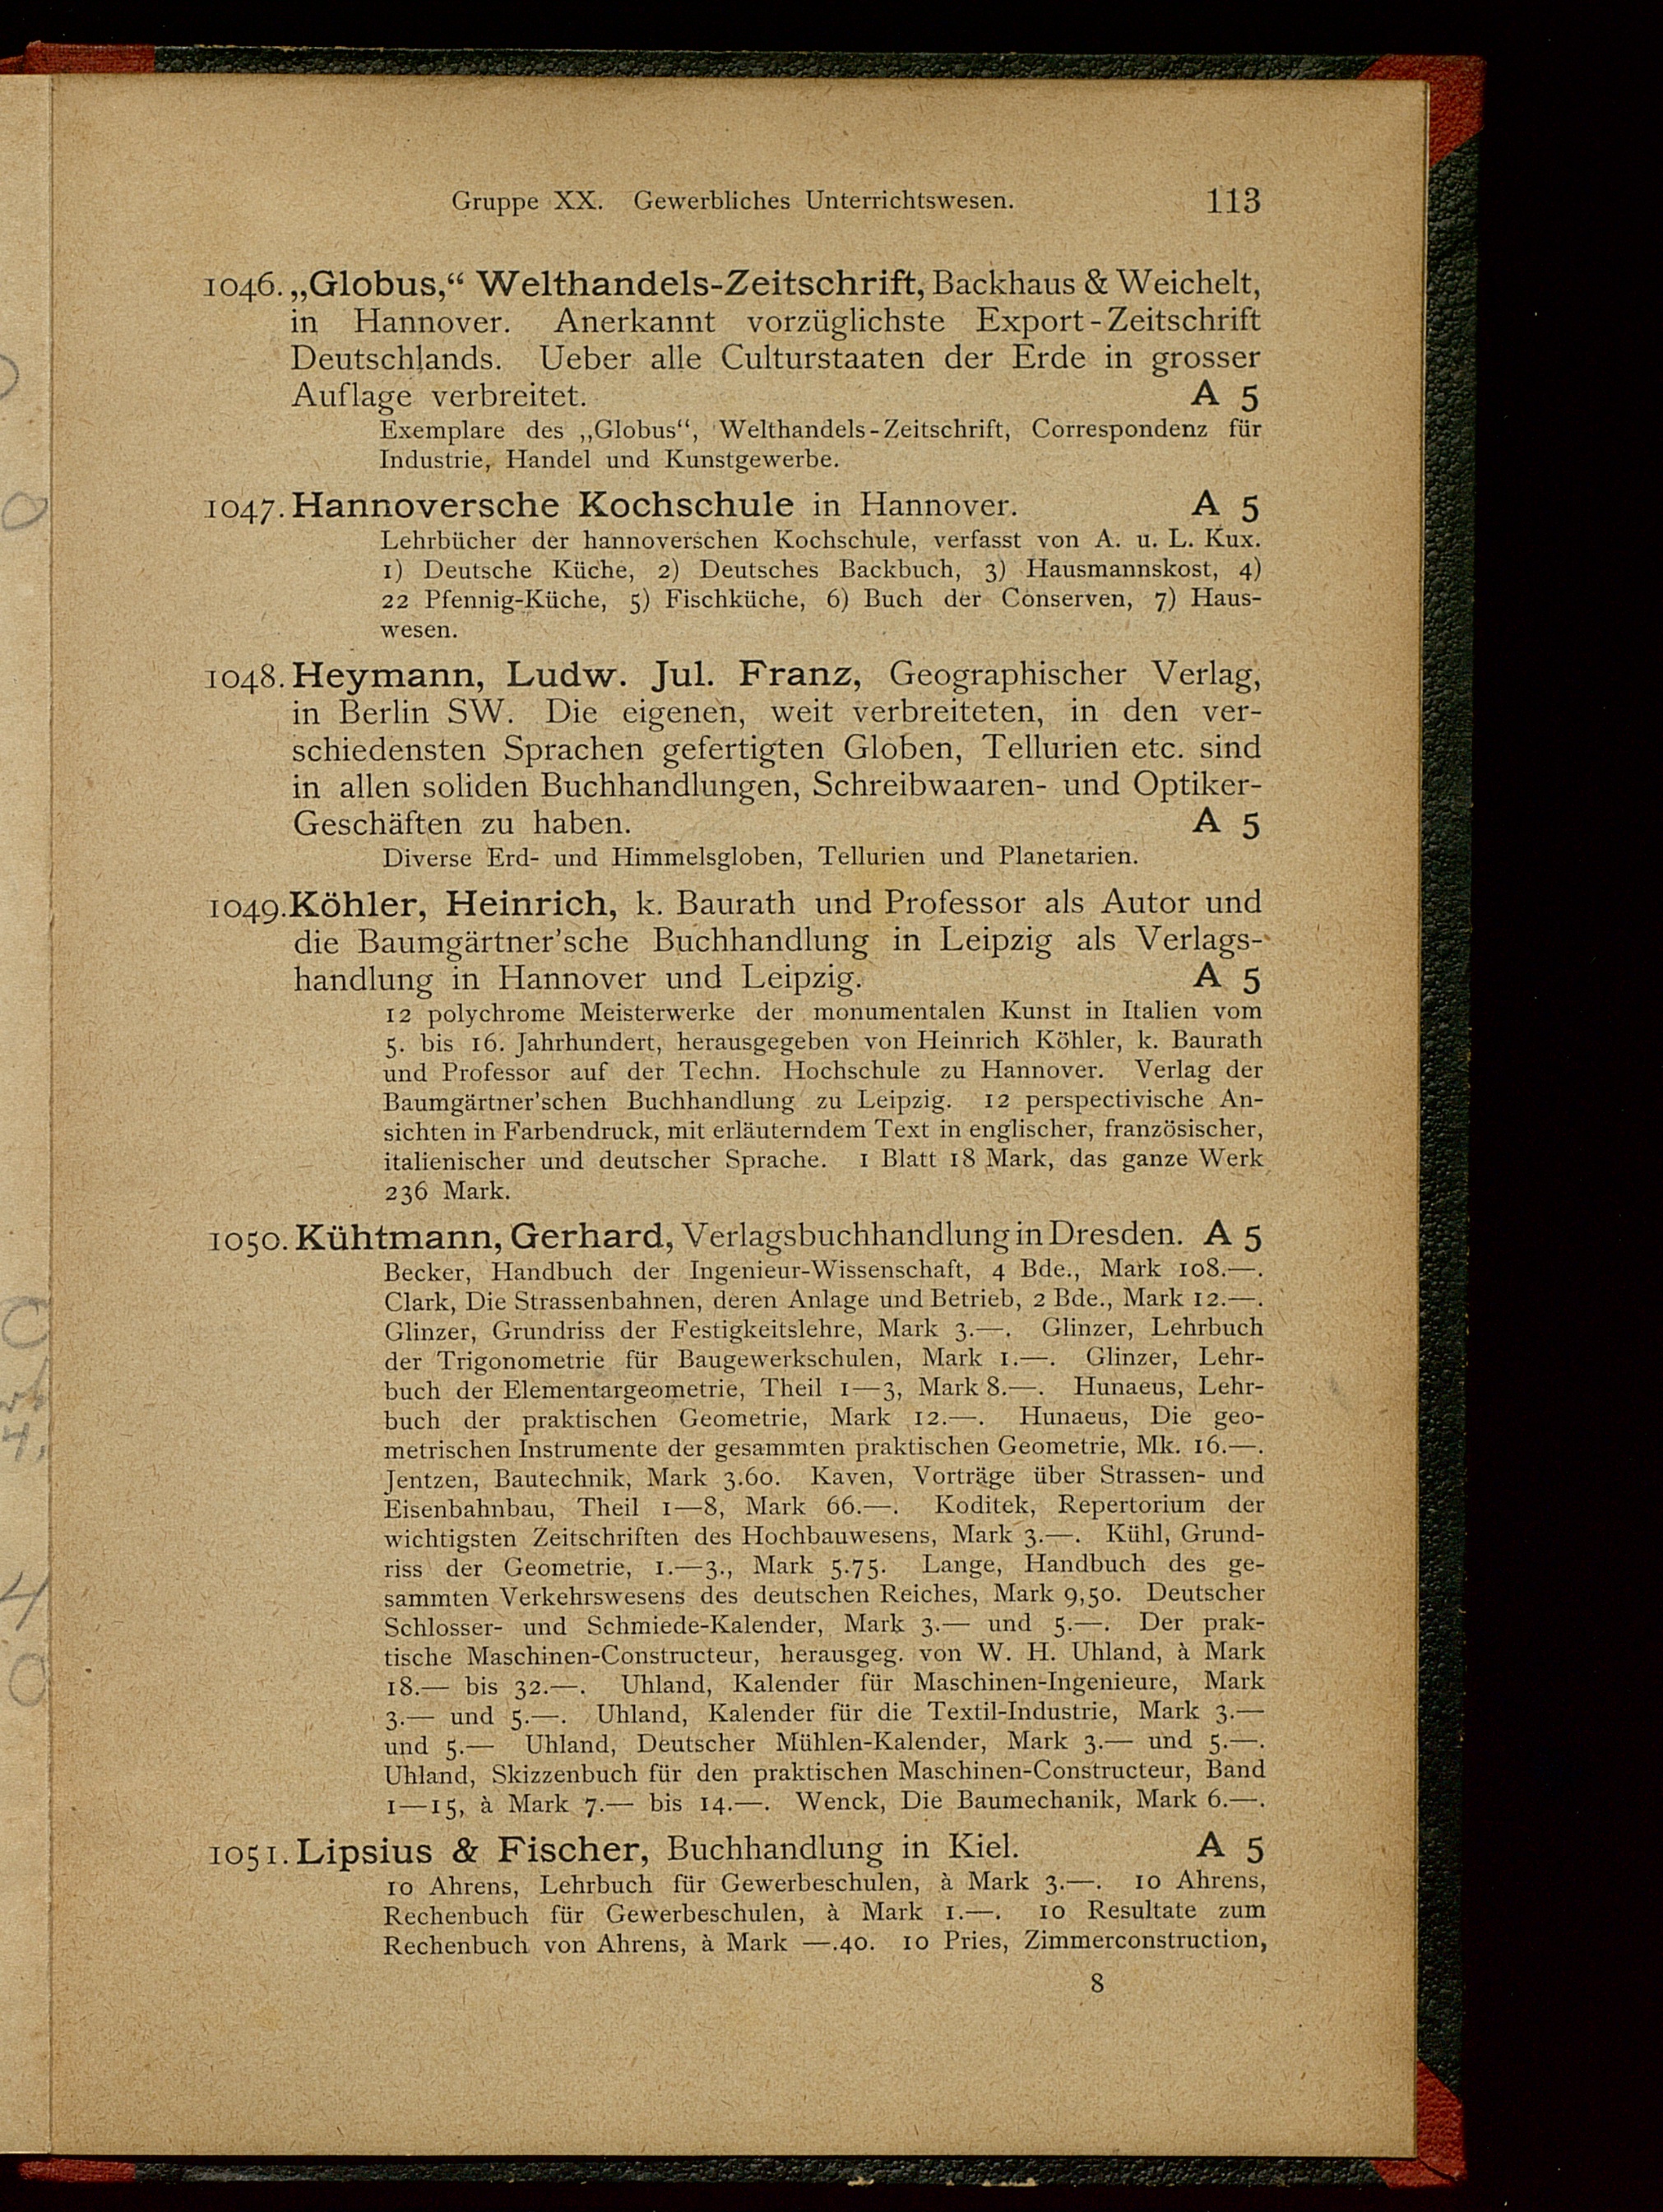 Gruppe XX. Gewerbliches Unterrichtswesen. 113
1046. „Globus,“ Welthandels-Zeitschrift, Backhaus & Weichelt,
in Hannover. Anerkannt vorzüglichste Export-Zeitschrift
Deutschlands. Ueber alle Culturstaaten der Erde in grosser
Auflage verbreitet. A 5
Exemplare des „Globus“, Welthandels-Zeitschrift, Correspondenz für
Industrie, Handel und Kunstgewerbe.
1047. Hannoversche Kochschule in Hannover. A 5
Lehrbücher der hannoverschen Kochschule, verfasst von A. u. L. Kux.
1) Deutsche Küche, 2) Deutsches Backbuch, 3) Hausmannskost, 4)
22 Pfennig-Küche, 5) Fischküche, 6) Buch der Conserven, 7) Haus-
wesen.
1048. Heymann, Ludw. Jul. Franz, Geographischer Verlag,
in Berlin SW. Die eigenen, weit verbreiteten, in den ver-
schiedensten Sprachen gefertigten Globen, Tellurien etc. sind
in allen soliden Buchhandlungen, Schreibwaaren- und Optiker-
Geschäften zu haben. A 5
Diverse Erd- und Himmelsgloben, Tellurien und Planetarien.
1049. Köhler, Heinrich, k. Baurath und Professor als Autor und
die Baumgärtner'sche Buchhandlung in Leipzig als Verlags-
handlung in Hannover und Leipzig. A 5
12 polychrome Meisterwerke der monumentalen Kunst in Italien vom
5. bis 16. Jahrhundert, herausgegeben von Heinrich Köhler, k. Baurath
und Professor auf der Techn. Hochschule zu Hannover. Verlag der
Baumgärtner'schen Buchhandlung zu Leipzig. 12 perspectivische An-
sichten in Farbendruck, mit erläuterndem Text in englischer, französischer,
italienischer und deutscher Sprache. 1 Blatt 18 Mark, das ganze Werk
236 Mark.
1050. Kühtmann, Gerhard, Verlagsbuchhandlung in Dresden. A 5
Becker, Handbuch der Ingenieur-Wissenschaft, 4 Bde., Mark 108.—.
Clark, Die Strassenbahnen, deren Anlage und Betrieb, 2 Bde., Mark 12.—.
Glinzer, Grundriss der Festigkeitslehre, Mark 3.—. Glinzer, Lehrbuch
der Trigonometrie für Baugewerkschulen, Mark 1.—. Glinzer, Lehr-
buch der Elementargeometrie, Theil 1—3, Mark 8.—. Hunaeus, Lehr-
buch der praktischen Geometrie, Mark 12.—. Hunaeus, Die geo-
metrischen Instrumente der gesammten praktischen Geometrie, Mk. 16.—.
Jentzen, Bautechnik, Mark 3.60. Kaven, Vorträge über Strassen- und
Eisenbahnbau, Theil 1—8, Mark 66.—. Koditek, Repertorium der
wichtigsten Zeitschriften des Hochbauwesens, Mark 3.—. Kühl, Grund-
riss der Geometrie, 1.—3., Mark 5.75. Lange, Handbuch des ge-
sammten Verkehrswesens des deutschen Reiches, Mark 9,50. Deutscher
Schlosser- und Schmiede-Kalender, Mark 3.— und 5.—. Der prak-
tische Maschinen-Constructeur, herausgeg. von W. H. Uhland, à Mark
18.— bis 32.—. Uhland, Kalender für Maschinen-Ingenieure, Mark
3.— und 5.—. Uhland, Kalender für die Textil-Industrie, Mark 3.—
und 5.— Uhland, Deutscher Mühlen-Kalender, Mark 3.— und 5.—.
Uhland, Skizzenbuch für den praktischen Maschinen-Constructeur, Band
1—15, à Mark 7.— bis 14.—. Wenck, Die Baumechanik, Mark 6.—.
1051. Lipsius & Fischer, Buchhandlung in Kiel. A 5
10 Ahrens, Lehrbuch für Gewerbeschulen, à Mark 3.—. 10 Ahrens,
Rechenbuch für Gewerbeschulen, à Mark 1.—. 10 Resultate zum
Rechenbuch von Ahrens, à Mark —.40. 10 Pries, Zimmerconstruction,
8